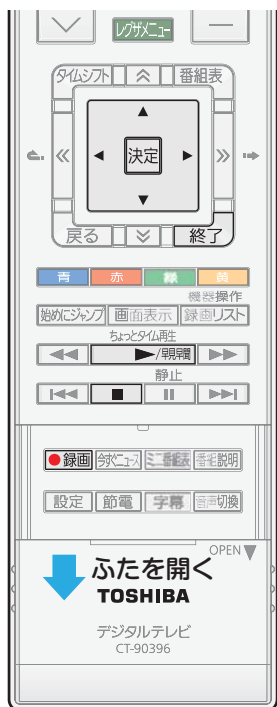 レグザメニュー
タイムシフト 番組表
決定
戻る 終了
青 赤 緑 黄
機器操作
始めにジャンプ 画面表示 録画リスト
ちょっとタイム再生
/早見早聞
静止
録画 今すぐニュース ミニ番組表 番組説明
設定 節電 字幕 音声切換
OPEN
ふたを開く
TOSHIBA
デジタルテレビ
CT-90396